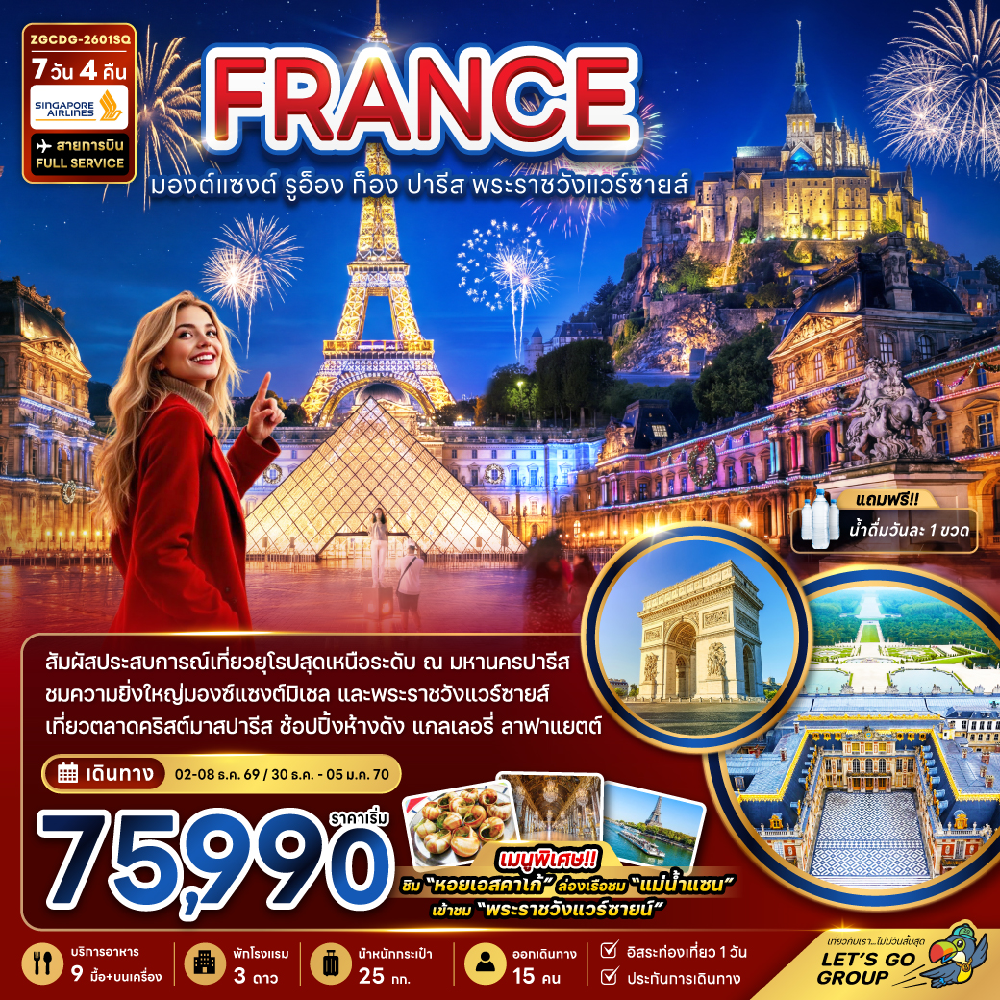 ZGCDG-2601SQ
7 วัน 4 คืน
SINGAPORE
AIRLINES
สายการบิน
FULL SERVICE
FRANCE
มองต์แซงต์ รูอ็อง ก็อง ปารีส พระราชวังแวร์ซายส์
แถมฟรี!!
น้ำดื่มวันละ 1 ขวด
สัมผัสประสบการณ์เที่ยวยุโรปสุดเหนือระดับ ณ มหานครปารีส
ชมความยิ่งใหญ่มองซ์แซงต์มิเชล และพระราชวังแวร์ซายส์
เที่ยวตลาดคริสต์มาสปารีส ช้อปปิ้งห้างดัง แกลเลอรี่ ลาฟาแยตต์
เดินทาง 02-08 ธ.ค. 69 / 30 ธ.ค. - 05 ม.ค. 70
ราคาเริ่ม
75,990
เมนูพิเศษ!!
ชิม "หอยเอสคาโก้" ล่องเรือชม "แม่น้ำแซน"
เข้าชม "พระราชวังแวร์ซายน์"
บริการอาหาร
9 มื้อ+บนเครื่อง
พักโรงแรม
3 ดาว
น้ำหนักกระเป๋า
25 กก.
ออกเดินทาง
15 คน
อิสระท่องเที่ยว 1 วัน
ประกันการเดินทาง
เที่ยวกับเรา...ไม่มีวันสิ้นสุด
LET'S GO
GROUP